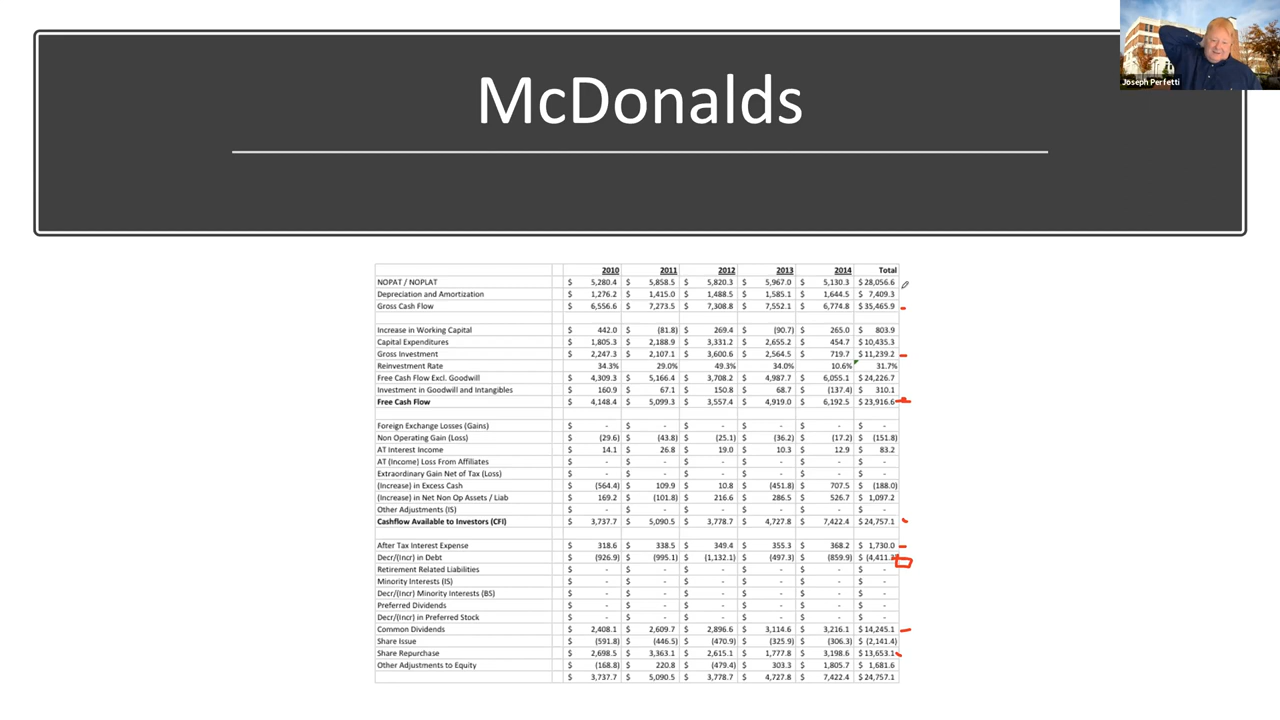 McDonalds
Joseph Perfetti
2010 2011 2012 2013 2014 Total
NOPAT / NOPLAT $ 5,280.4 $ 5,858.5 $ 5,820.3 $ 5,967.0 $ 5,130.3 $ 28,056.6
Depreciation and Amortization $ 1,276.2 $ 1,415.0 $ 1,488.5 $ 1,585.1 $ 1,644.5 $ 7,409.3
Gross Cash Flow $ 6,556.6 $ 7,273.5 $ 7,308.8 $ 7,552.1 $ 6,774.8 $ 35,465.9
Increase in Working Capital $ 442.0 $ (81.8) $ 269.4 $ (90.7) $ 265.0 $ 803.9
Capital Expenditures $ 1,805.3 $ 2,188.9 $ 3,331.2 $ 2,655.2 $ 454.7 $ 10,435.3
Gross Investment $ 2,247.3 $ 2,107.1 $ 3,600.6 $ 2,564.5 $ 719.7 $ 11,239.2
Reinvestment Rate 34.3% 29.0% 49.3% 34.0% 10.6% 31.7%
Free Cash Flow Excl. Goodwill $ 4,309.3 $ 5,166.4 $ 3,708.2 $ 4,987.7 $ 6,055.1 $ 24,226.7
Investment in Goodwill and Intangibles $ 160.9 $ 67.1 $ 150.8 $ 68.7 $ (137.4) $ 310.1
Free Cash Flow $ 4,148.4 $ 5,099.3 $ 3,557.4 $ 4,919.0 $ 6,192.5 $ 23,916.6
Foreign Exchange Losses (Gains) $ - $ - $ - $ - $ - $ -
Non Operating Gain (Loss) $ (29.6) $ (43.8) $ (25.1) $ (36.2) $ (17.2) $ (151.8)
AT Interest Income $ 14.1 $ 26.8 $ 19.0 $ 10.3 $ 12.9 $ 83.2
AT (Income) Loss From Affiliates $ - $ - $ - $ - $ - $ -
Extraordinary Gain Net of Tax (Loss) $ - $ - $ - $ - $ - $ -
(Increase) in Excess Cash $ (564.4) $ 109.9 $ 10.8 $ (451.8) $ 707.5 $ (188.0)
(Increase) in Net Non Op Assets / Liab $ 169.2 $ (101.8) $ 216.6 $ 286.5 $ 526.7 $ 1,097.2
Other Adjustments (IS) $ - $ - $ - $ - $ - $ -
Cashflow Available to Investors (CFI) $ 3,737.7 $ 5,090.5 $ 3,778.7 $ 4,727.8 $ 7,422.4 $ 24,757.1
After Tax Interest Expense $ 318.6 $ 338.5 $ 349.4 $ 355.3 $ 368.2 $ 1,730.0
Decr/(Incr) in Debt $ (926.9) $ (995.1) $ (1,132.1) $ (497.3) $ (859.9) $
Retirement Related Liabilities $ - $ - $ - $ - $ - $ -
Minority Interests (IS) $ - $ - $ - $ - $ - $ -
Decr/(Incr) Minority Interests (BS) $ - $ - $ - $ - $ - $ -
Preferred Dividends $ - $ - $ - $ - $ - $ -
Decr/(Incr) in Preferred Stock $ - $ - $ - $ - $ - $ -
Common Dividends $ 2,408.1 $ 2,609.7 $ 2,896.6 $ 3,114.6 $ 3,216.1 $ 14,245.1
Share Issue $ (591.8) $ (446.5) $ (470.9) $ (325.9) $ (306.3) $ (2,141.4)
Share Repurchase $ 2,698.5 $ 3,363.1 $ 2,615.1 $ 1,777.8 $ 3,198.6 $ 13,653.1
Other Adjustments to Equity $ (168.8) $ 220.8 $ (479.4) $ 303.3 $ 1,805.7 $ 1,681.6
$ 3,737.7 $ 5,090.5 $ 3,778.7 $ 4,727.8 $ 7,422.4 $ 24,757.1